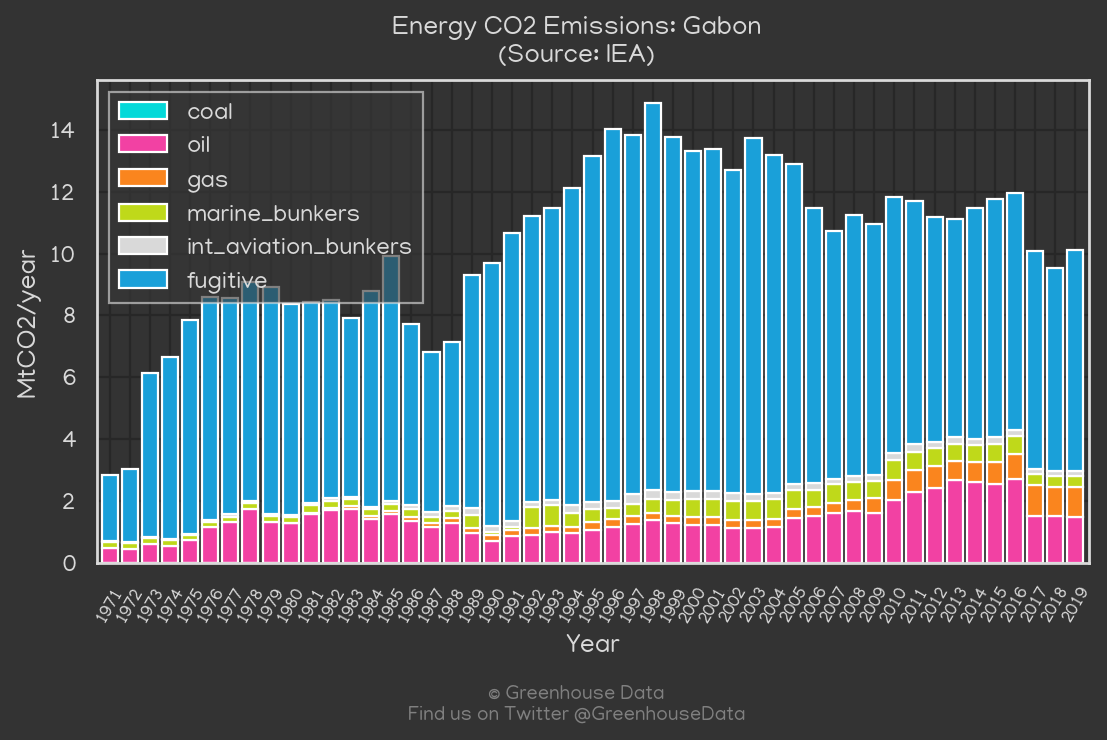 Energy CO2 Emissions: Gabon
(Source: IEA)
coal
oil
gas
marine_bunkers
int_aviation_bunkers
fugitive
MtCO2/year
14
12
10
8
6
4
2
0
1971 1972 1973 1974 1975 1976 1977 1978 1979 1980 1981 1982 1983 1984 1985 1986 1987 1988 1989 1990 1991 1992 1993 1994 1995 1996 1997 1998 1999 2000 2001 2002 2003 2004 2005 2006 2007 2008 2009 2010 2011 2012 2013 2014 2015 2016 2017 2018 2019
Year
© Greenhouse Data
Find us on Twitter @GreenhouseData